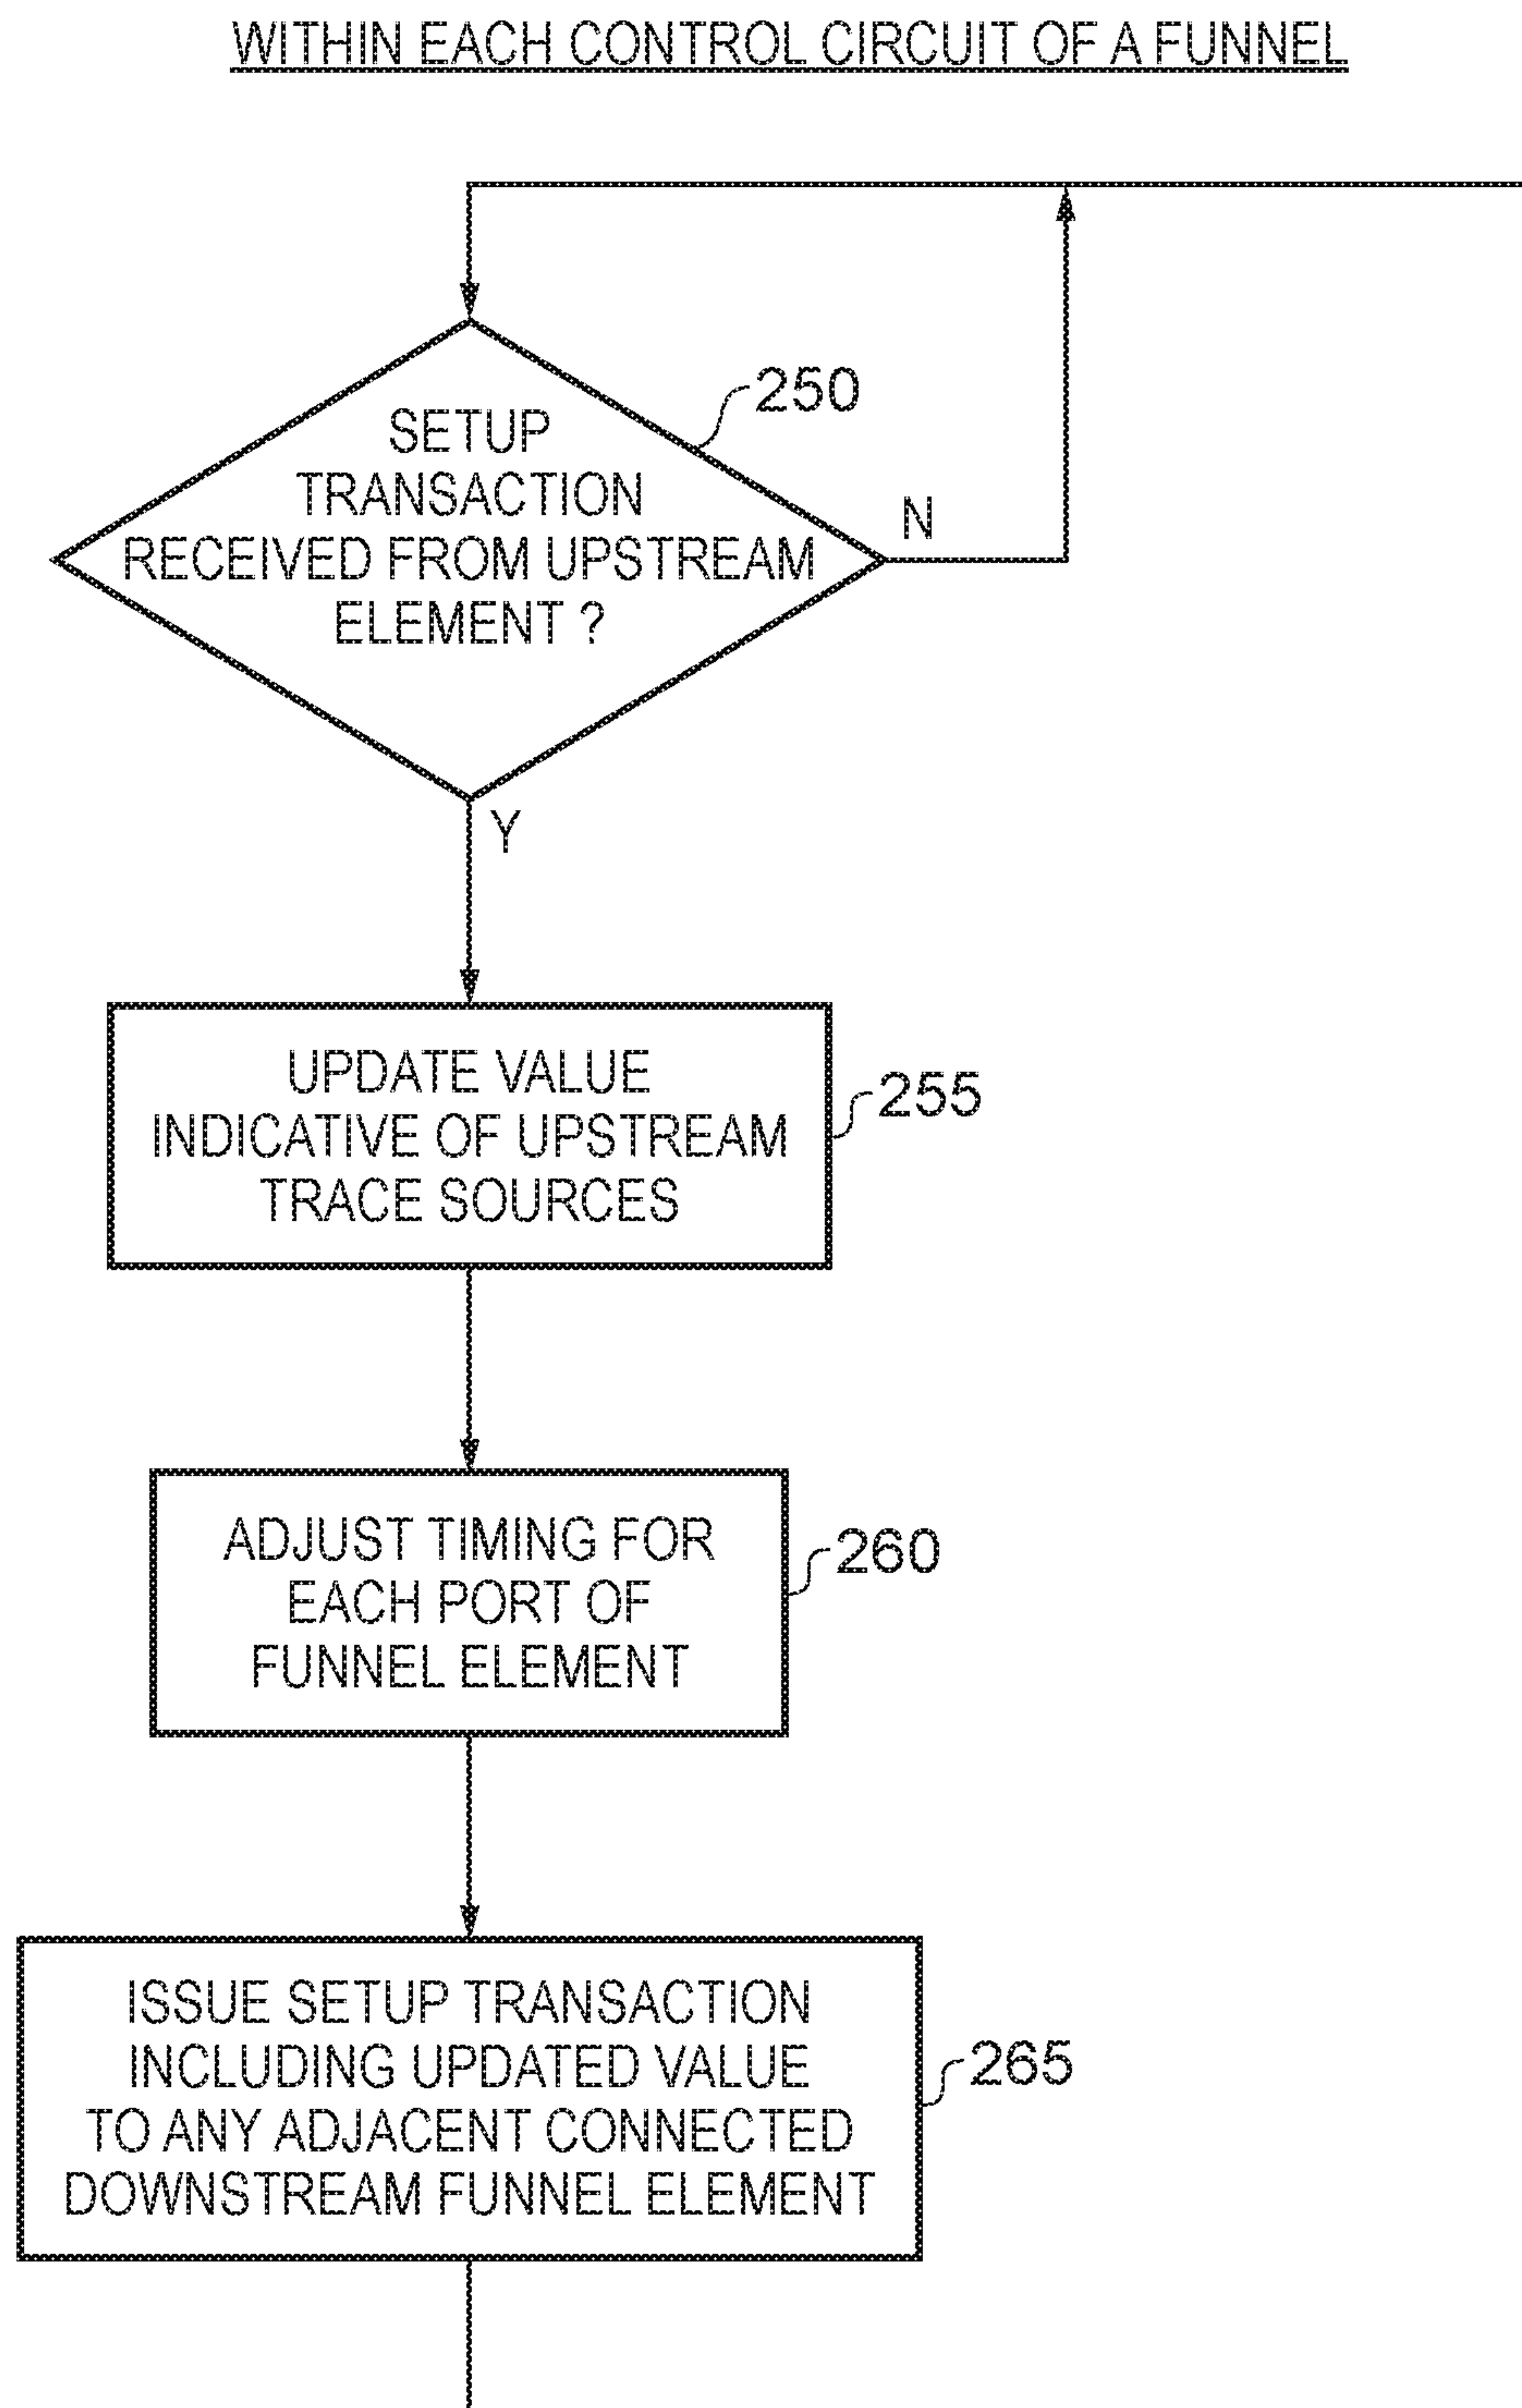 WITHIN EACH CONTROL CIRCUIT OF A FUNNEL
250
SETUP
TRANSACTION
RECEIVED FROM UPSTREAM
ELEMENT ?
N
Y
UPDATE VALUE
INDICATIVE OF UPSTREAM
TRACE SOURCES
255
ADJUST TIMING FOR
EACH PORT OF
FUNNEL ELEMENT
260
ISSUE SETUP TRANSACTION
INCLUDING UPDATED VALUE
TO ANY ADJACENT CONNECTED
DOWNSTREAM FUNNEL ELEMENT
265